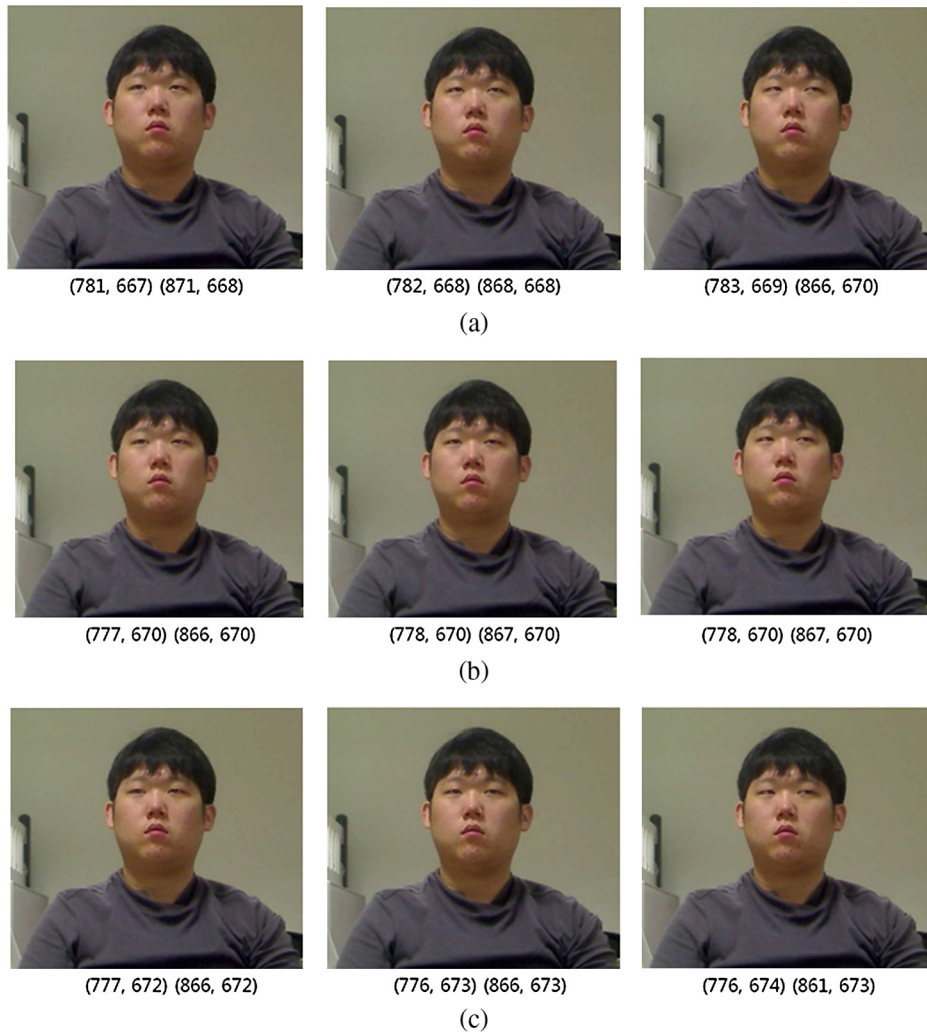 (781, 667) (871, 668) (782, 668) (868, 668) (783, 669) (866, 670)
(a)
(777, 670) (866, 670) (778, 670) (867, 670) (778, 670) (867, 670)
(b)
(777, 672) (866, 672) (776, 673) (866, 673) (776, 674) (861, 673)
(c)